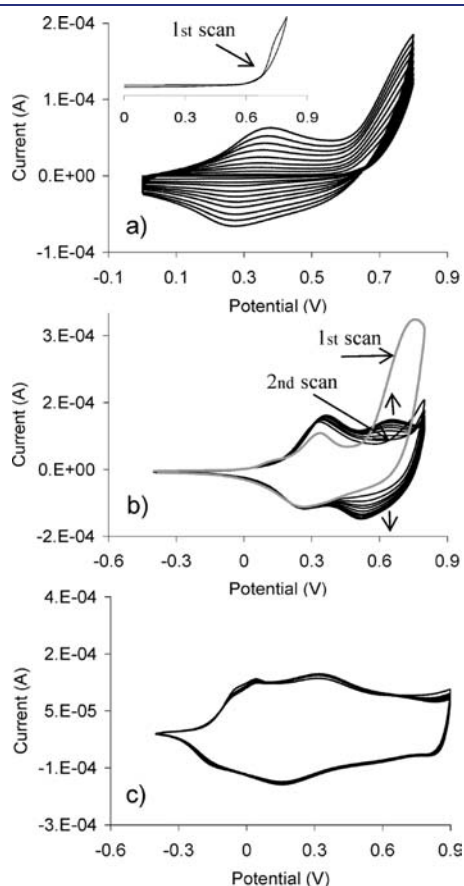 2.E-04
1st scan
1.E-04
0 0.3 0.6 0.9
0.E+00
a)
-1.E-04
-0.1 0.1 0.3 0.5 0.7 0.9
Current (A)
Potential (V)
3.E-04
1st scan
2.E-04
2nd scan
0.E+00
b)
-2.E-04
-0.6 -0.3 0 0.3 0.6 0.9
Current (A)
Potential (V)
4.E-04
2.E-04
5.E-05
-1.E-04
c)
-3.E-04
-0.6 -0.3 0 0.3 0.6 0.9
Current (A)
Potential (V)